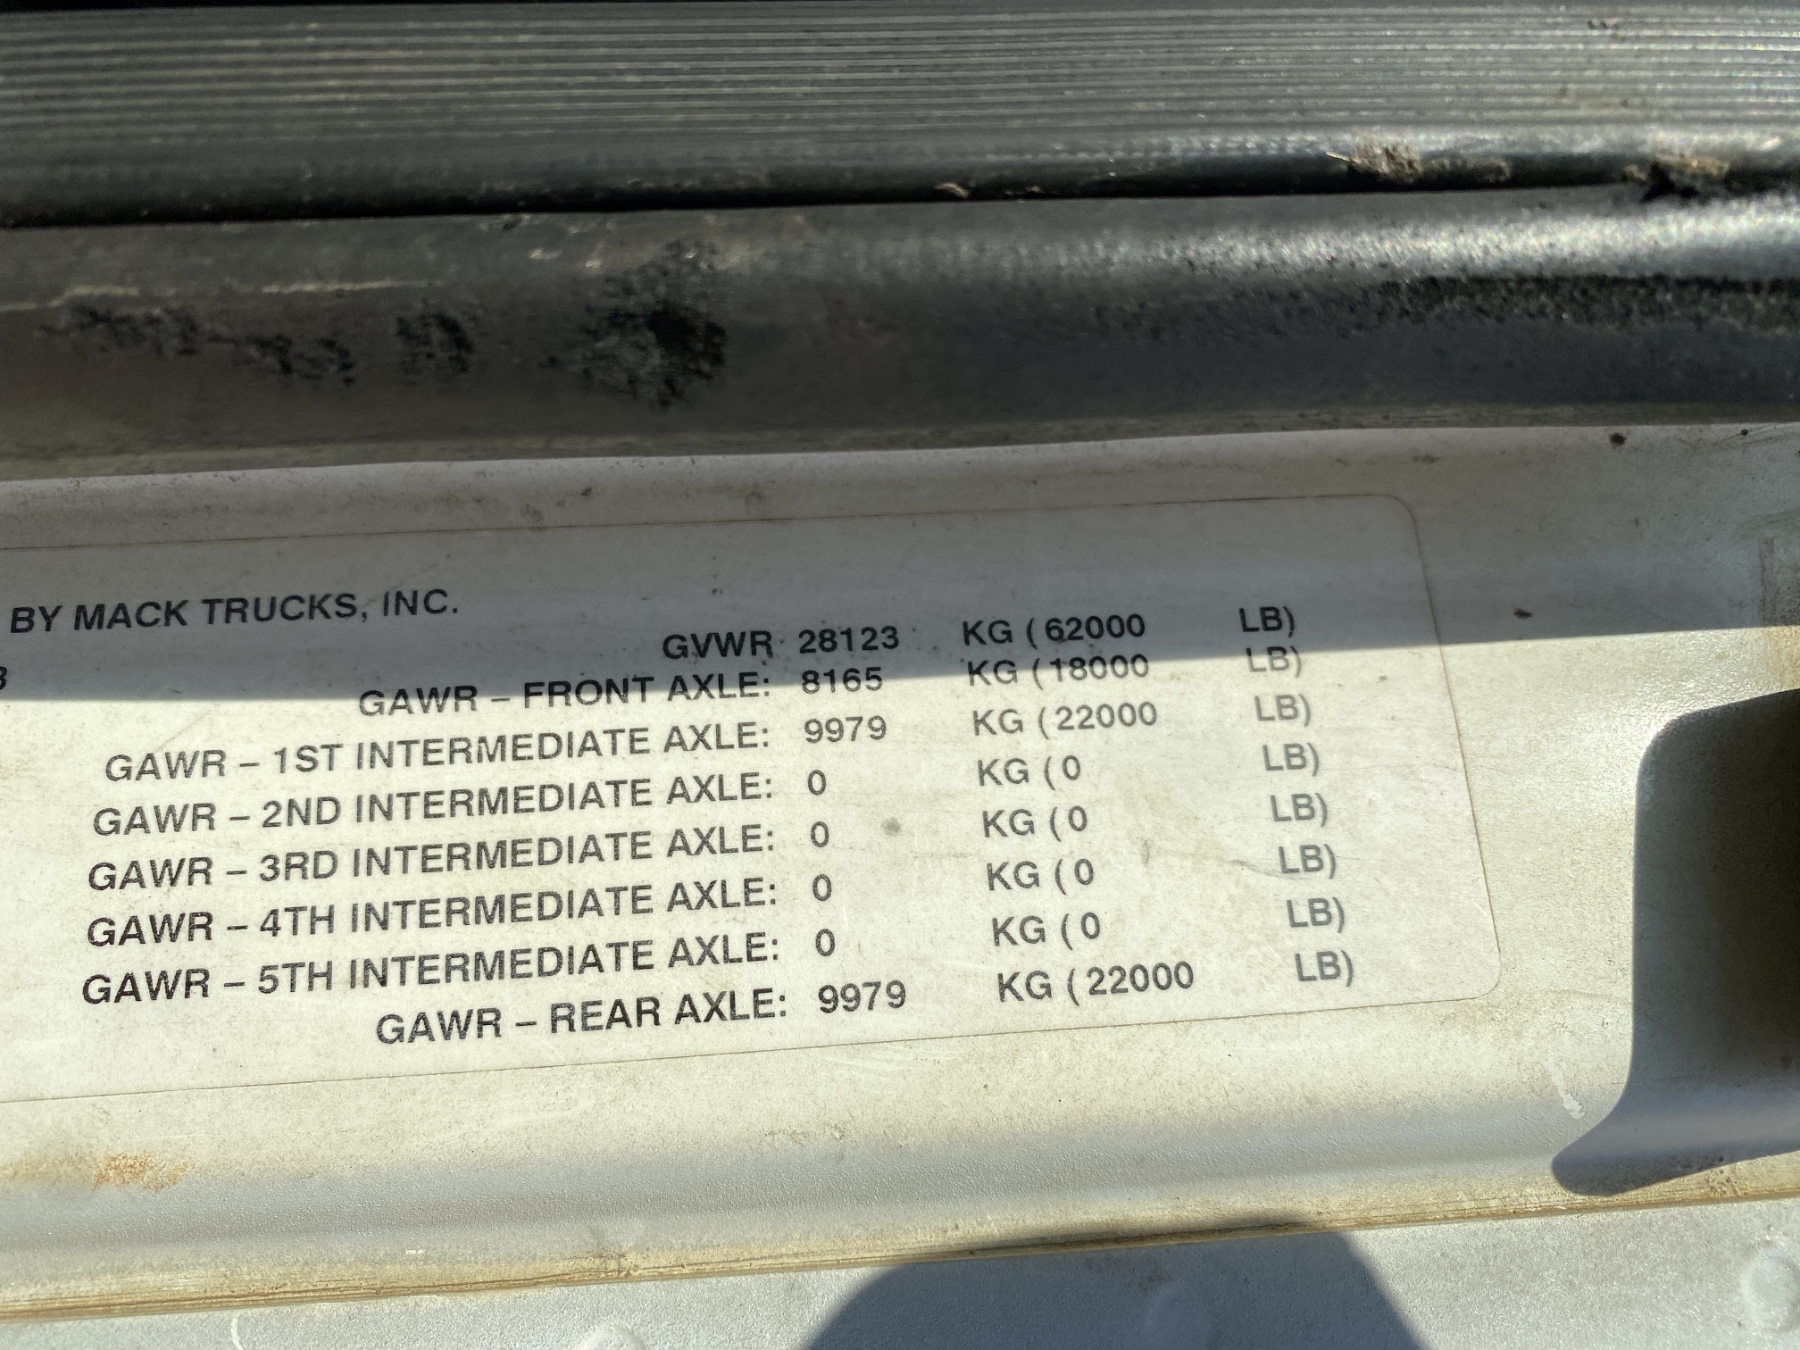 BY MACK TRUCKS, INC.
GVWR 28123 KG (62000 LB)
GAWR – FRONT AXLE: 8165 KG (18000 LB)
GAWR – 1ST INTERMEDIATE AXLE: 9979 KG (22000 LB)
GAWR – 2ND INTERMEDIATE AXLE: 0 KG (0 LB)
GAWR – 3RD INTERMEDIATE AXLE: 0 KG (0 LB)
GAWR – 4TH INTERMEDIATE AXLE: 0 KG (0 LB)
GAWR – 5TH INTERMEDIATE AXLE: 0 KG (0 LB)
GAWR – REAR AXLE: 9979 KG (22000 LB)